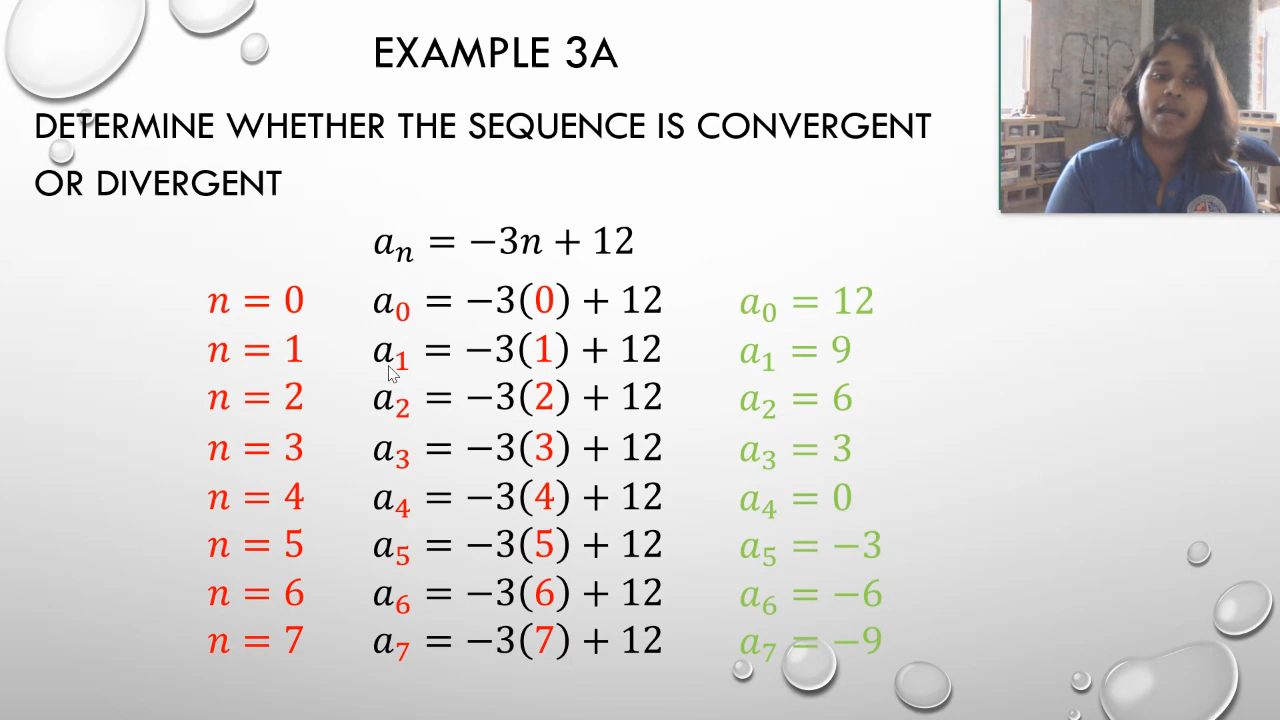 EXAMPLE 3A
DETERMINE WHETHER THE SEQUENCE IS CONVERGENT
OR DIVERGENT
aₙ = −3n + 12
n = 0 a₀ = −3(0) + 12 a₀ = 12
n = 1 a₁ = −3(1) + 12 a₁ = 9
n = 2 a₂ = −3(2) + 12 a₂ = 6
n = 3 a₃ = −3(3) + 12 a₃ = 3
n = 4 a₄ = −3(4) + 12 a₄ = 0
n = 5 a₅ = −3(5) + 12 a₅ = −3
n = 6 a₆ = −3(6) + 12 a₆ = −6
n = 7 a₇ = −3(7) + 12 a₇ = −9